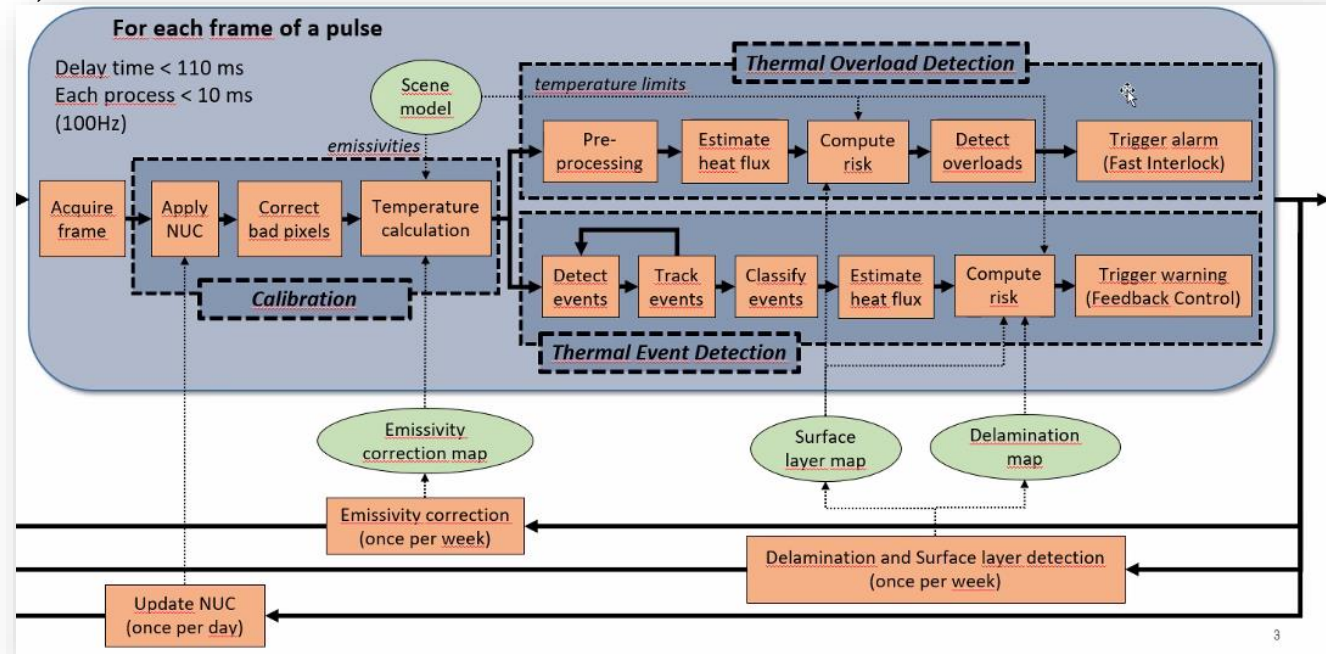 For each frame of a pulse
Delay time < 110 ms
Each process < 10 ms
(100Hz)
Scene
model
emissivities
temperature limits
Thermal Overload Detection
Pre-
processing
Estimate
heat flux
Compute
risk
Detect
overloads
Trigger alarm
(Fast Interlock)
Acquire
frame
Apply
NUC
Correct
bad pixels
Temperature
calculation
Calibration
Detect
events
Track
events
Classify
events
Estimate
heat flux
Compute
risk
Trigger warning
(Feedback Control)
Thermal Event Detection
Emissivity
correction map
Surface
layer map
Delamination
map
Emissivity correction
(once per week)
Delamination and Surface layer detection
(once per week)
Update NUC
(once per day)
3